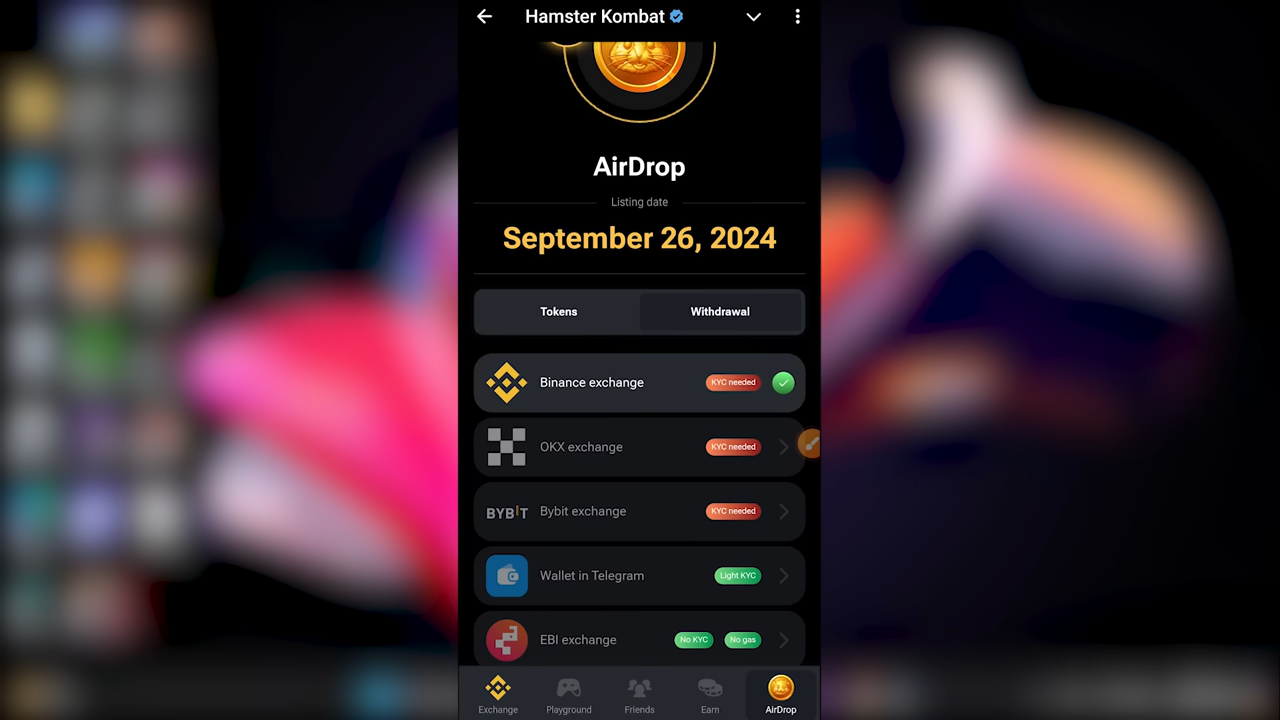 Hamster Kombat
AirDrop
Listing date
September 26, 2024
Tokens
Withdrawal
Binance exchange
KYC needed
OKX exchange
KYC needed
BYBIT
Bybit exchange
KYC needed
Wallet in Telegram
Light KYC
EBI exchange
No KYC
No gas
Exchange
Playground
Friends
Earn
AirDrop